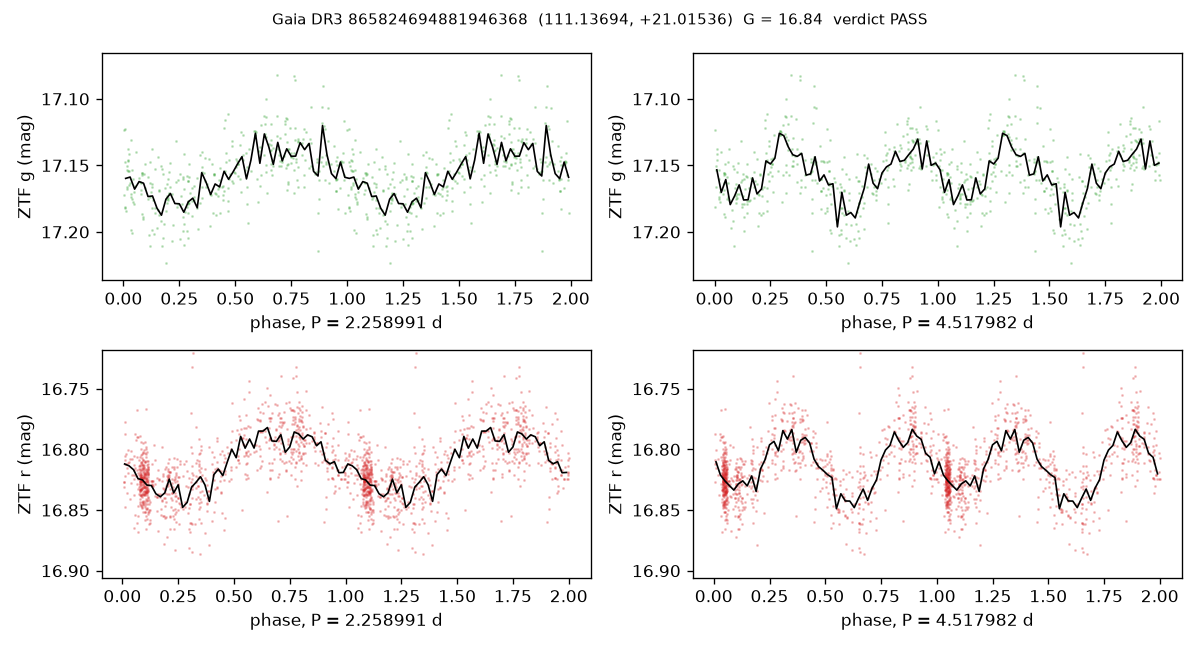 Gaia DR3 865824694881946368 (111.13694, +21.01536) G = 16.84 verdict PASS
ZTF g (mag)
17.10
17.15
17.20
0.00 0.25 0.50 0.75 1.00 1.25 1.50 1.75 2.00
phase, P = 2.258991 d
ZTF g (mag)
17.10
17.15
17.20
0.00 0.25 0.50 0.75 1.00 1.25 1.50 1.75 2.00
phase, P = 4.517982 d
ZTF r (mag)
16.75
16.80
16.85
16.90
0.00 0.25 0.50 0.75 1.00 1.25 1.50 1.75 2.00
phase, P = 2.258991 d
ZTF r (mag)
16.75
16.80
16.85
16.90
0.00 0.25 0.50 0.75 1.00 1.25 1.50 1.75 2.00
phase, P = 4.517982 d